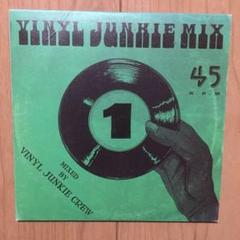 VINYL JUNKIE MIX
45
R.P.M
1
MIXED
BY
VINYL JUNKIE CREW